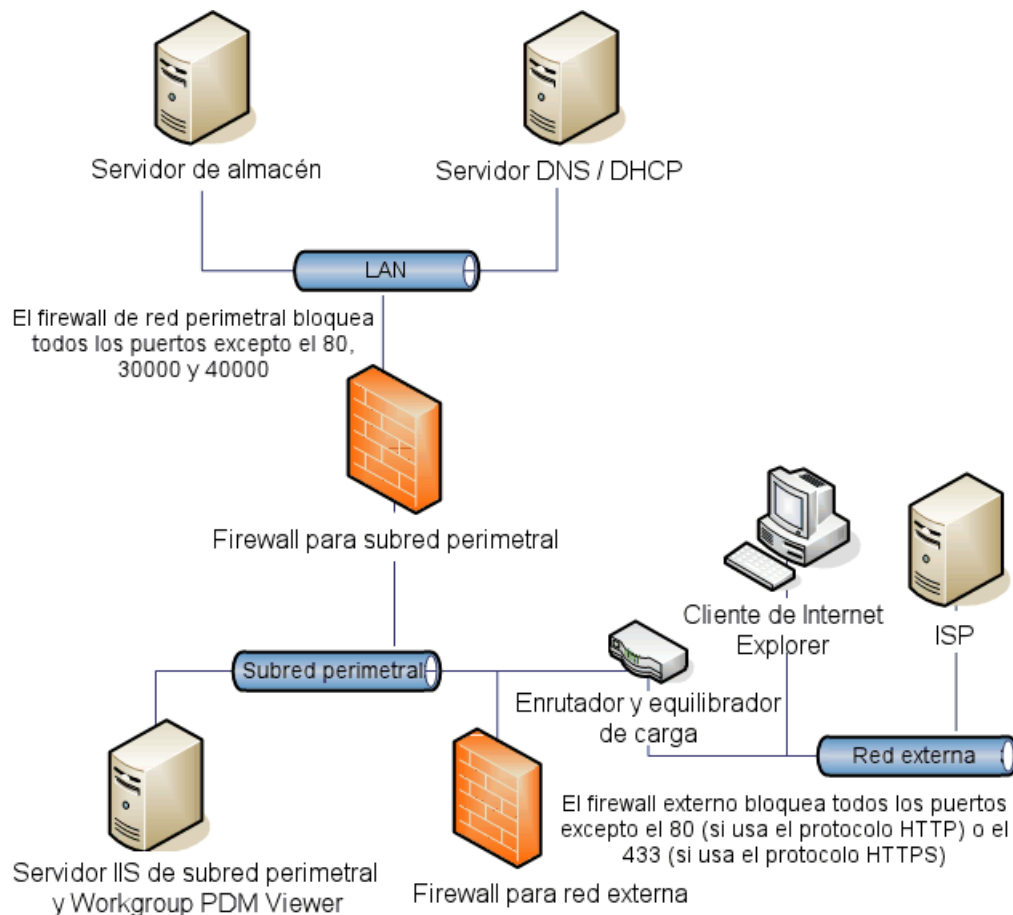 Servidor de almacén
Servidor DNS / DHCP
LAN
El firewall de red perimetral bloquea
todos los puertos excepto el 80,
30000 y 40000
Firewall para subred perimetral
Cliente de Internet
Explorer
ISP
Subred perimetral
Enrutador y equilibrador
de carga
Red externa
El firewall externo bloquea todos los puertos
excepto el 80 (si usa el protocolo HTTP) o el
433 (si usa el protocolo HTTPS)
Servidor IIS de subred perimetral
y Workgroup PDM Viewer
Firewall para red externa